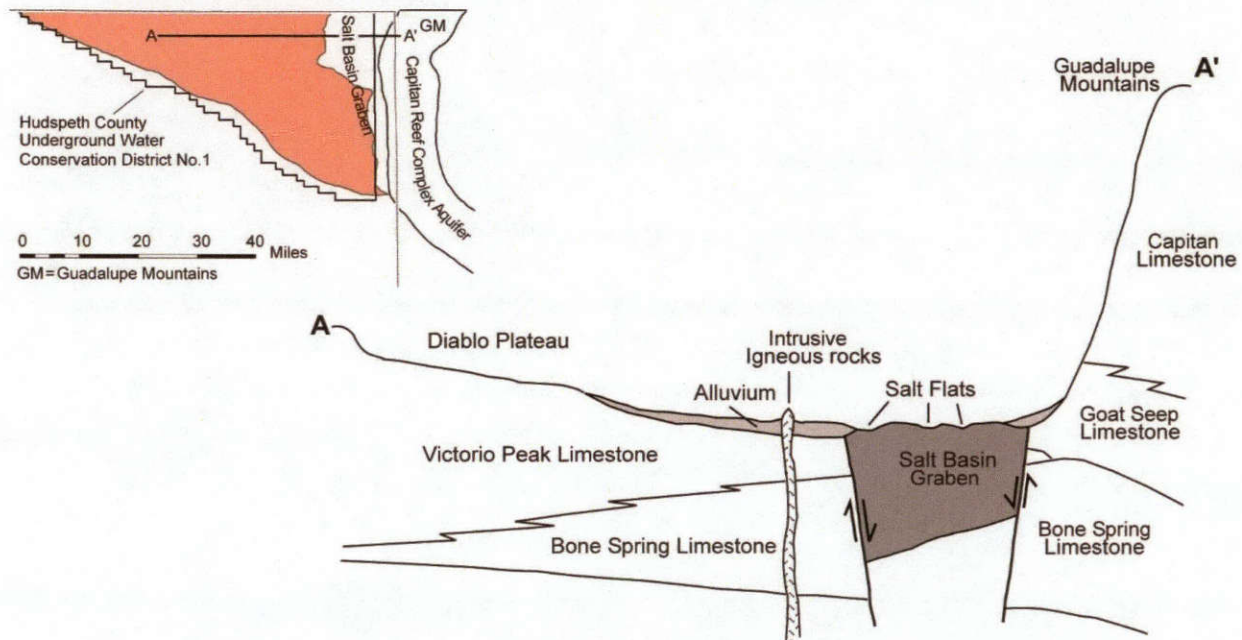 A
A'
GM
Salt Basin Graben
Capitan Reef Complex Aquifer
Hudspeth County
Underground Water
Conservation District No.1
0 10 20 30 40
Miles
GM=Guadalupe Mountains
Guadalupe
Mountains
A'
Capitan
Limestone
A
Diablo Plateau
Intrusive
Igneous rocks
Alluvium
Salt Flats
Goat Seep
Limestone
Victorio Peak Limestone
Salt Basin
Graben
Bone Spring Limestone
Bone Spring
Limestone